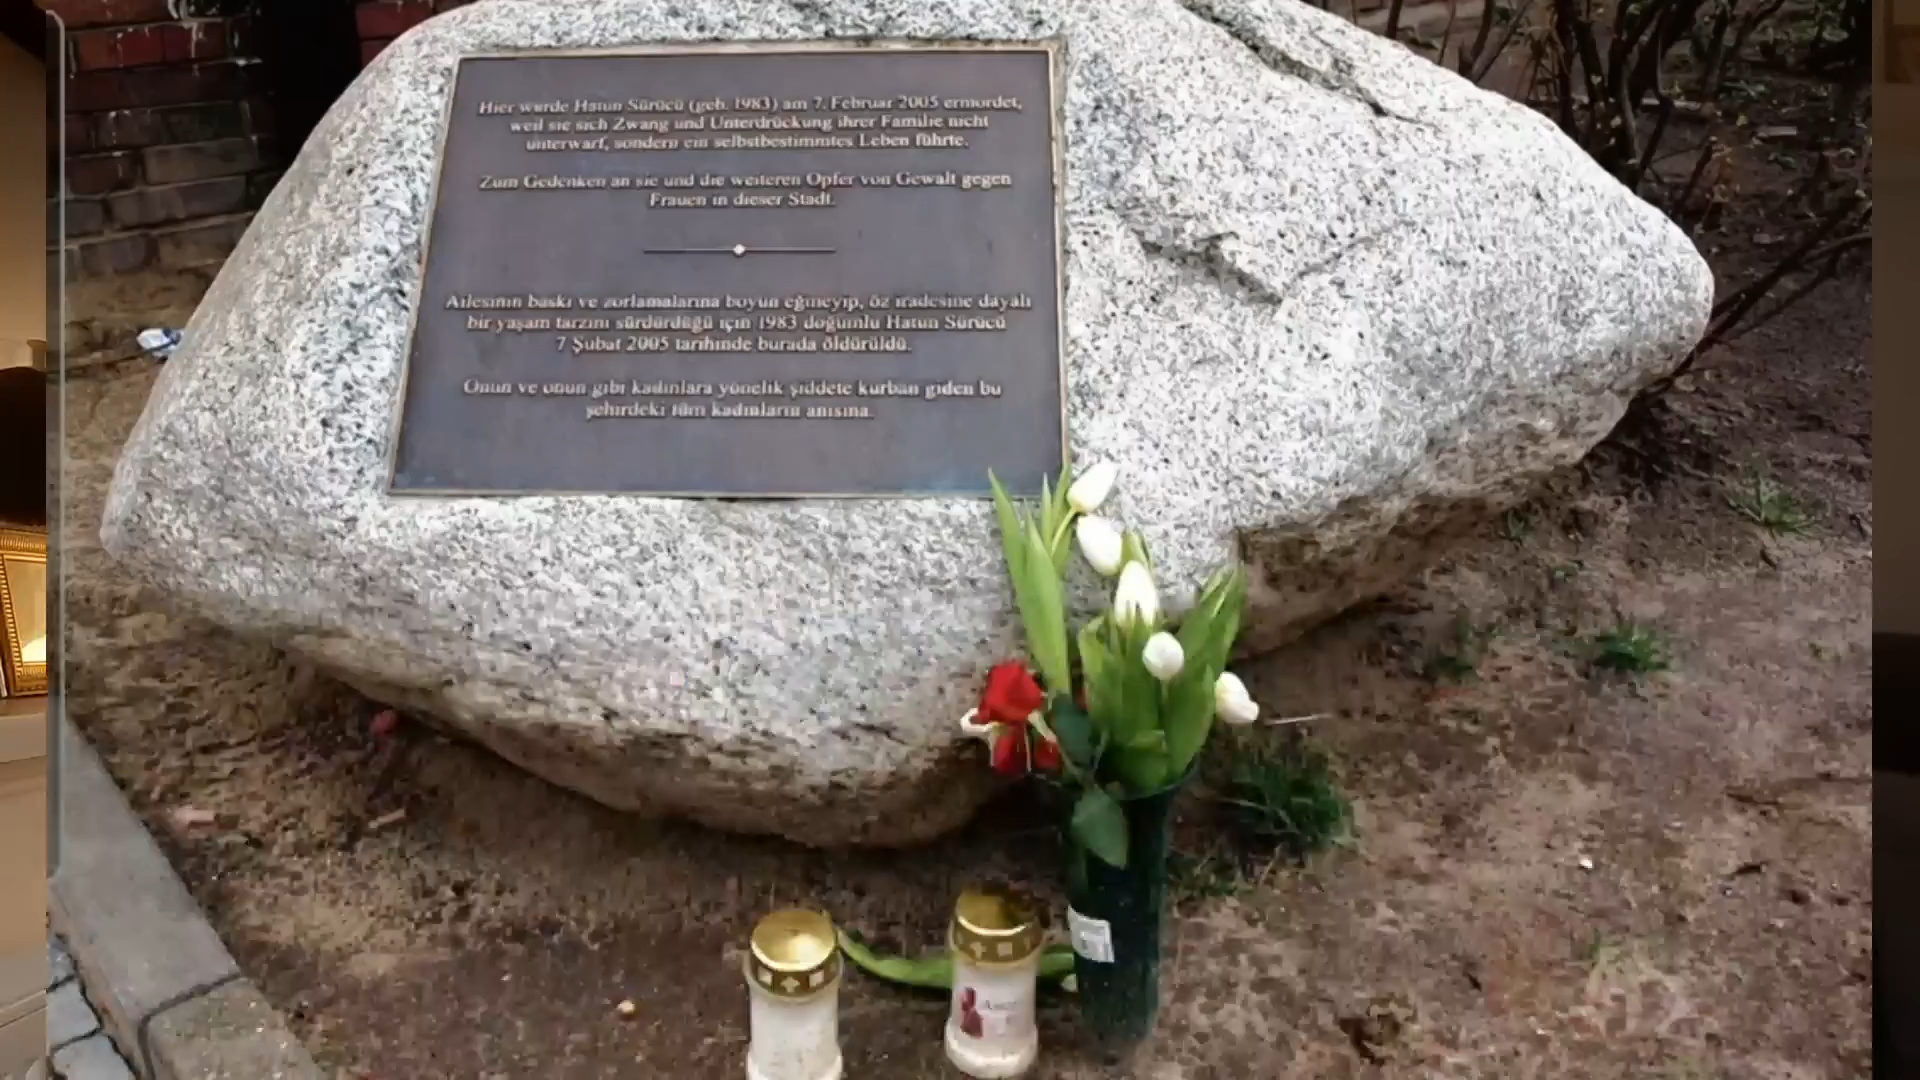 Hier wurde Hatun Sürücü (geb. 1983) am 7. Februar 2005 ermordet,
weil sie sich Zwang und Unterdrückung ihrer Familie nicht
unterwarf, sondern ein selbstbestimmtes Leben führte.
Zum Gedenken an sie und die weiteren Opfer von Gewalt gegen
Frauen in dieser Stadt.
Ailesinin baskı ve zorlamalarına boyun eğmeyip, öz iradesine dayalı
bir yaşam tarzını sürdürdüğü için 1983 doğumlu Hatun Sürücü
7 Şubat 2005 tarihinde burada öldürüldü.
Onun ve onun gibi kadınlara yönelik şiddete kurban giden bu
şehirdeki tüm kadınların anısına.